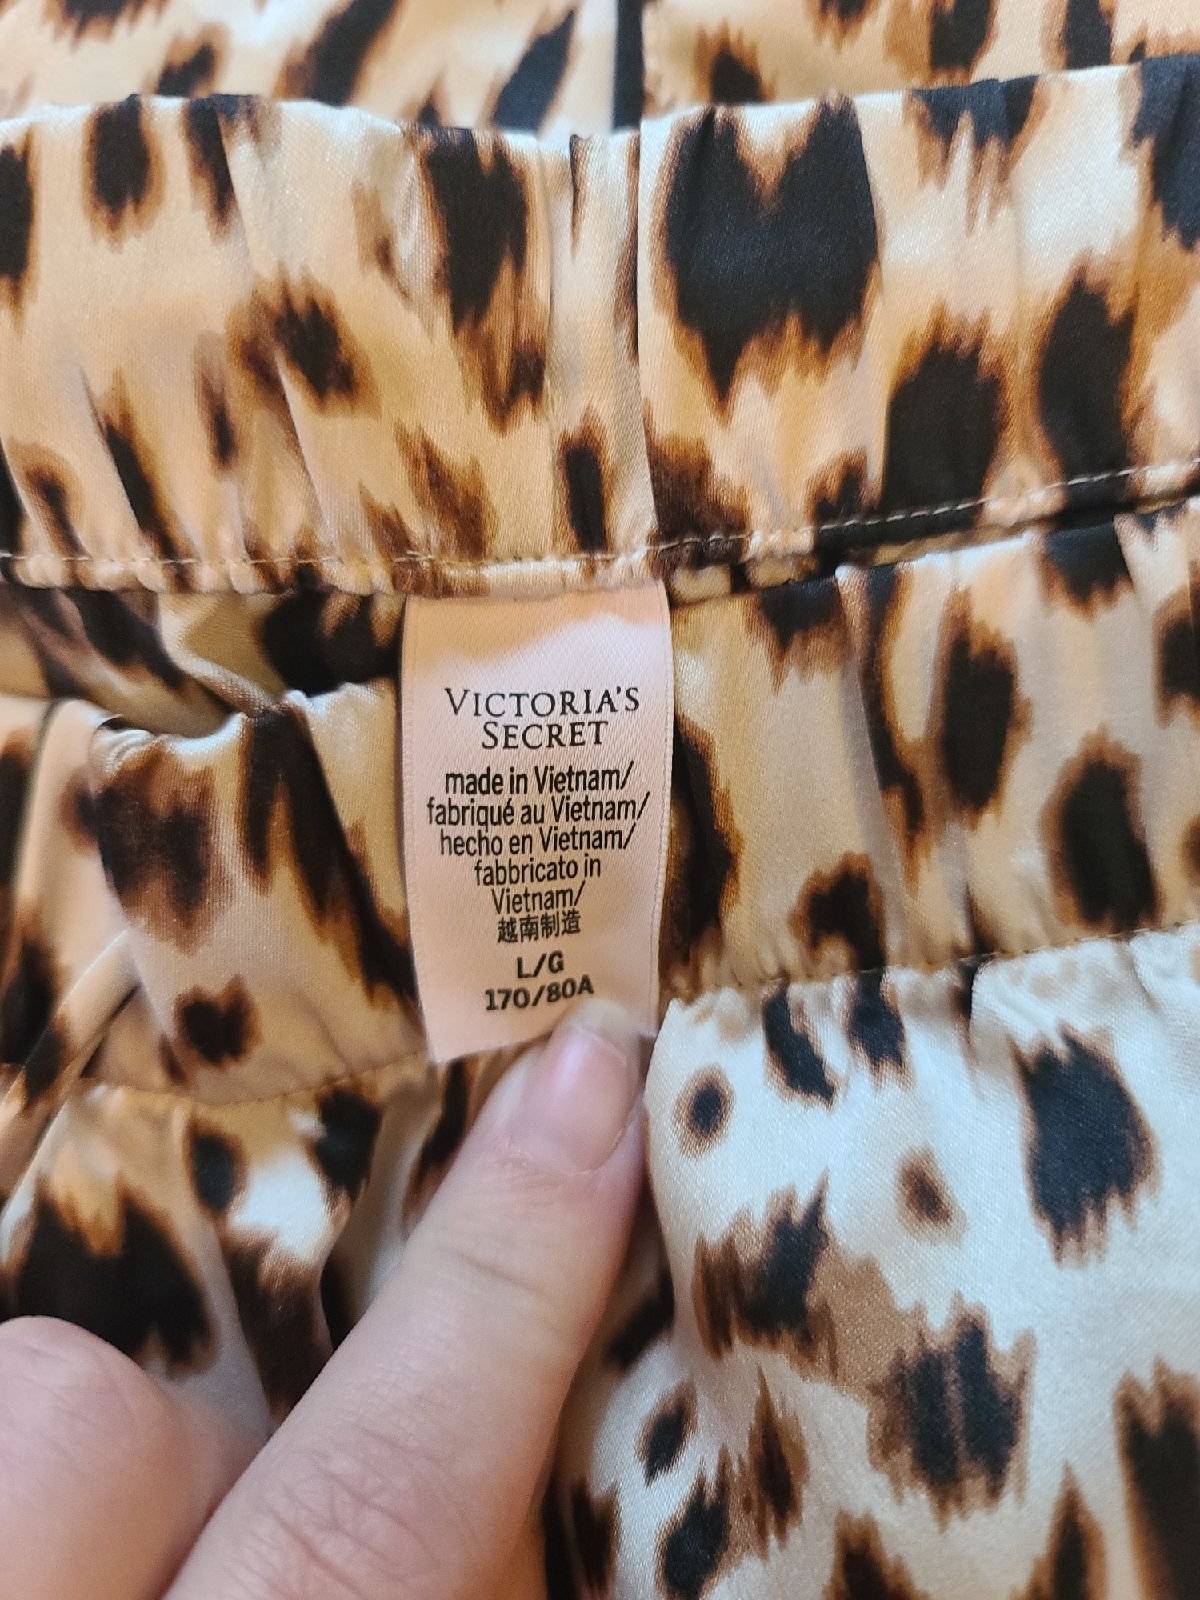 VICTORIA'S
SECRET
made in Vietnam/
fabriqué au Vietnam/
hecho en Vietnam/
fabbricato in
Vietnam/
越南制造
L/G
170/80A